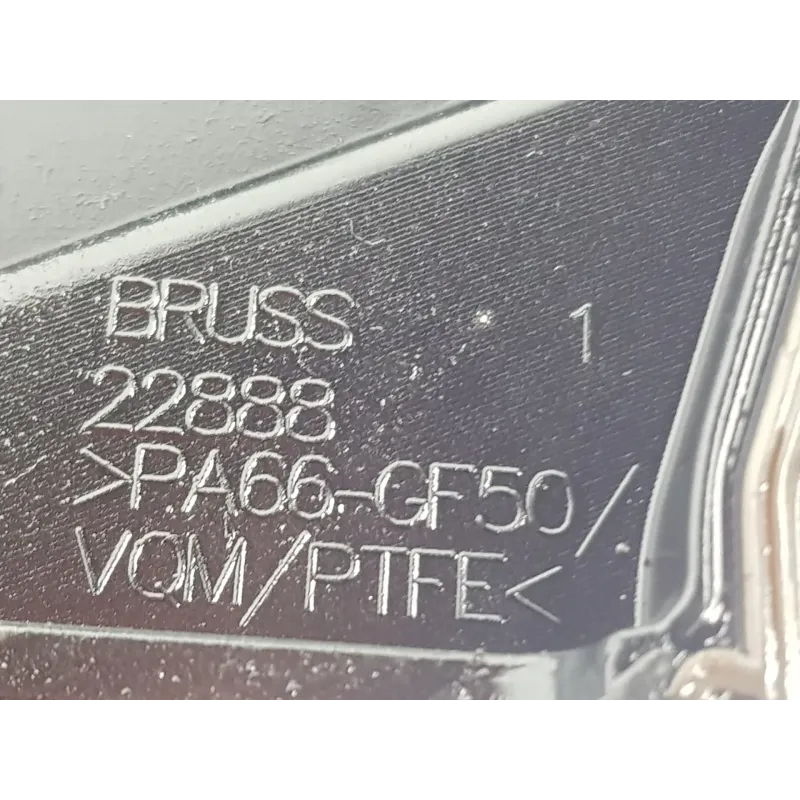 BRUSS 1
22888
>PA66-GF50/
VQM/PTFE<